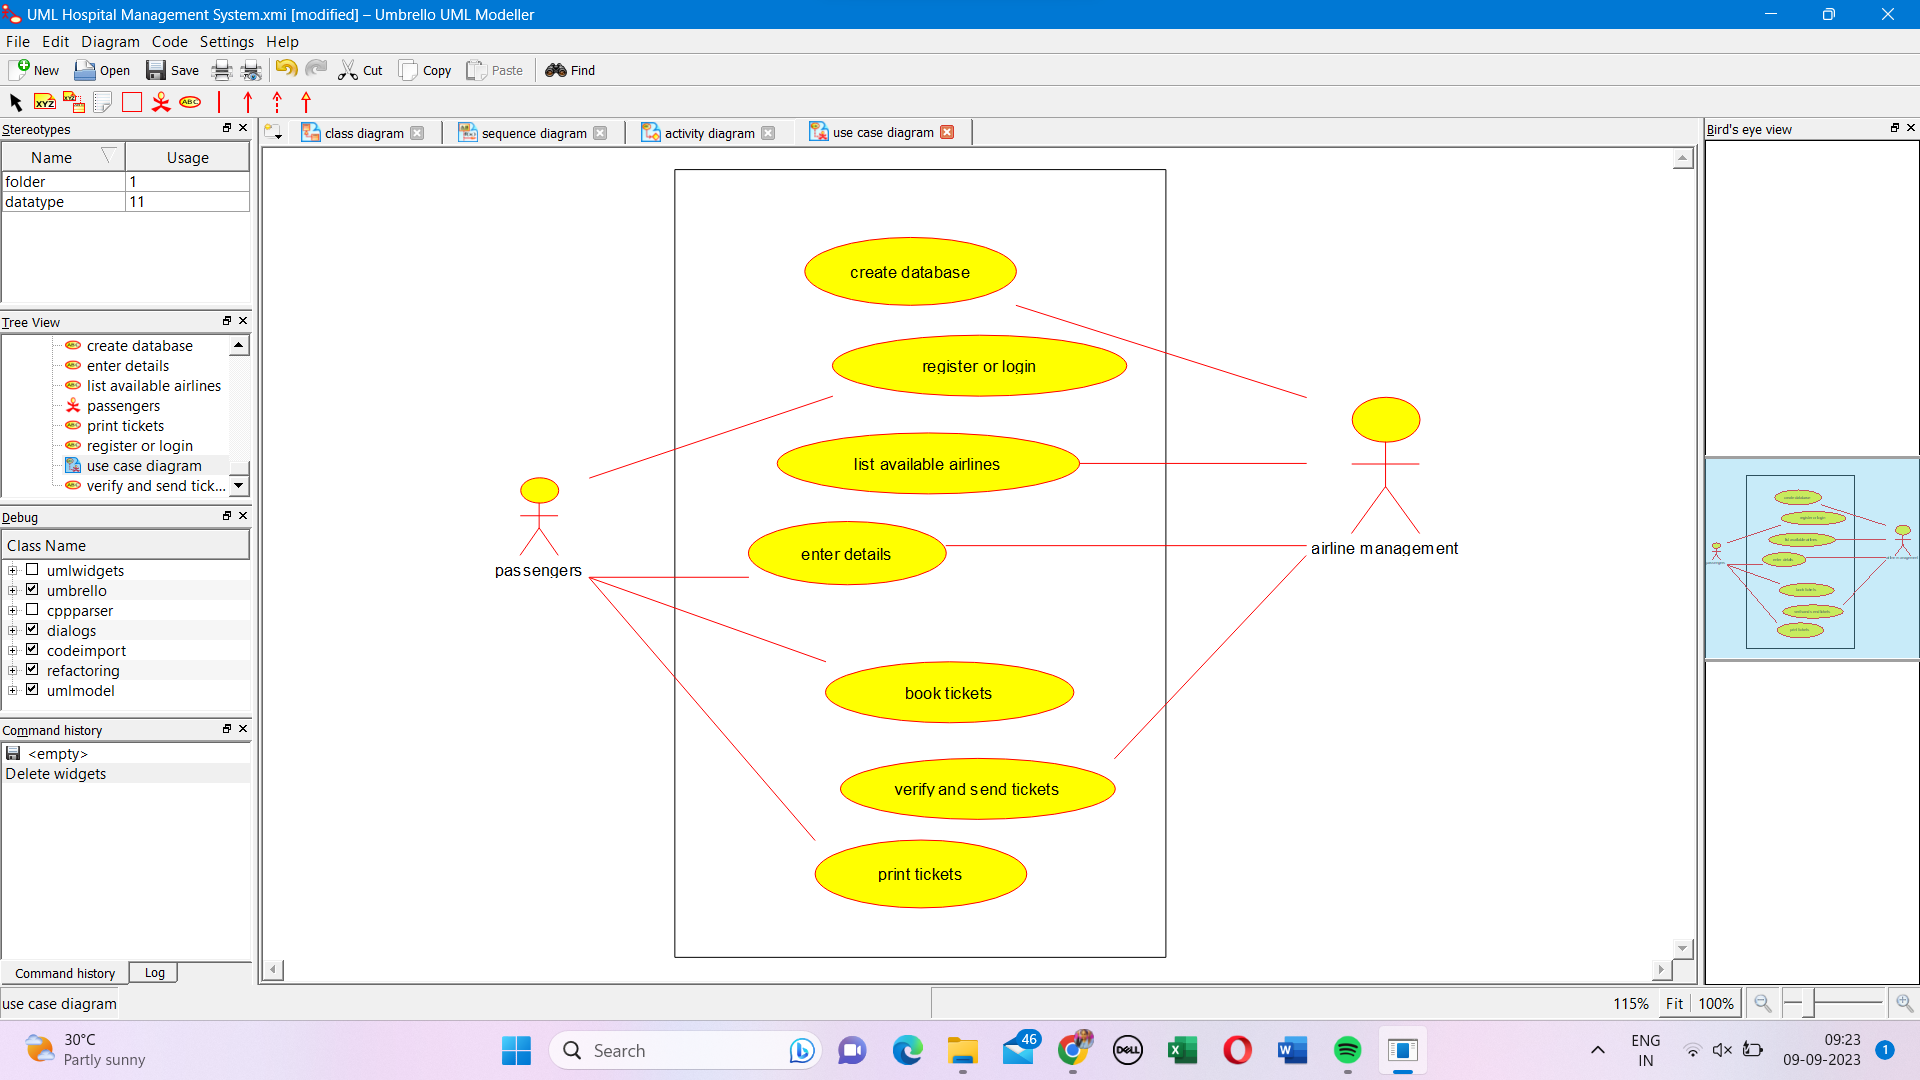 UML Hospital Management System.xmi [modified] – Umbrello UML Modeller
File Edit Diagram Code Settings Help
New Open Save Cut Copy Paste Find
XYZ XYZ ABC
Stereotypes
Name Usage
folder 1
datatype 11
Tree View
create database
enter details
list available airlines
passengers
print tickets
register or login
use case diagram
verify and send tick...
Debug
Class Name
umlwidgets
umbrello
cppparser
dialogs
codeimport
refactoring
umlmodel
Command history
<empty>
Delete widgets
Command history Log
class diagram sequence diagram activity diagram use case diagram
create database
register or login
list available airlines
enter details
book tickets
verify and send tickets
print tickets
passengers
airline management
Bird's eye view
use case diagram
115% Fit 100%
30°C
Partly sunny
Search
46
DELL
ENG
IN
09:23
09-09-2023
1